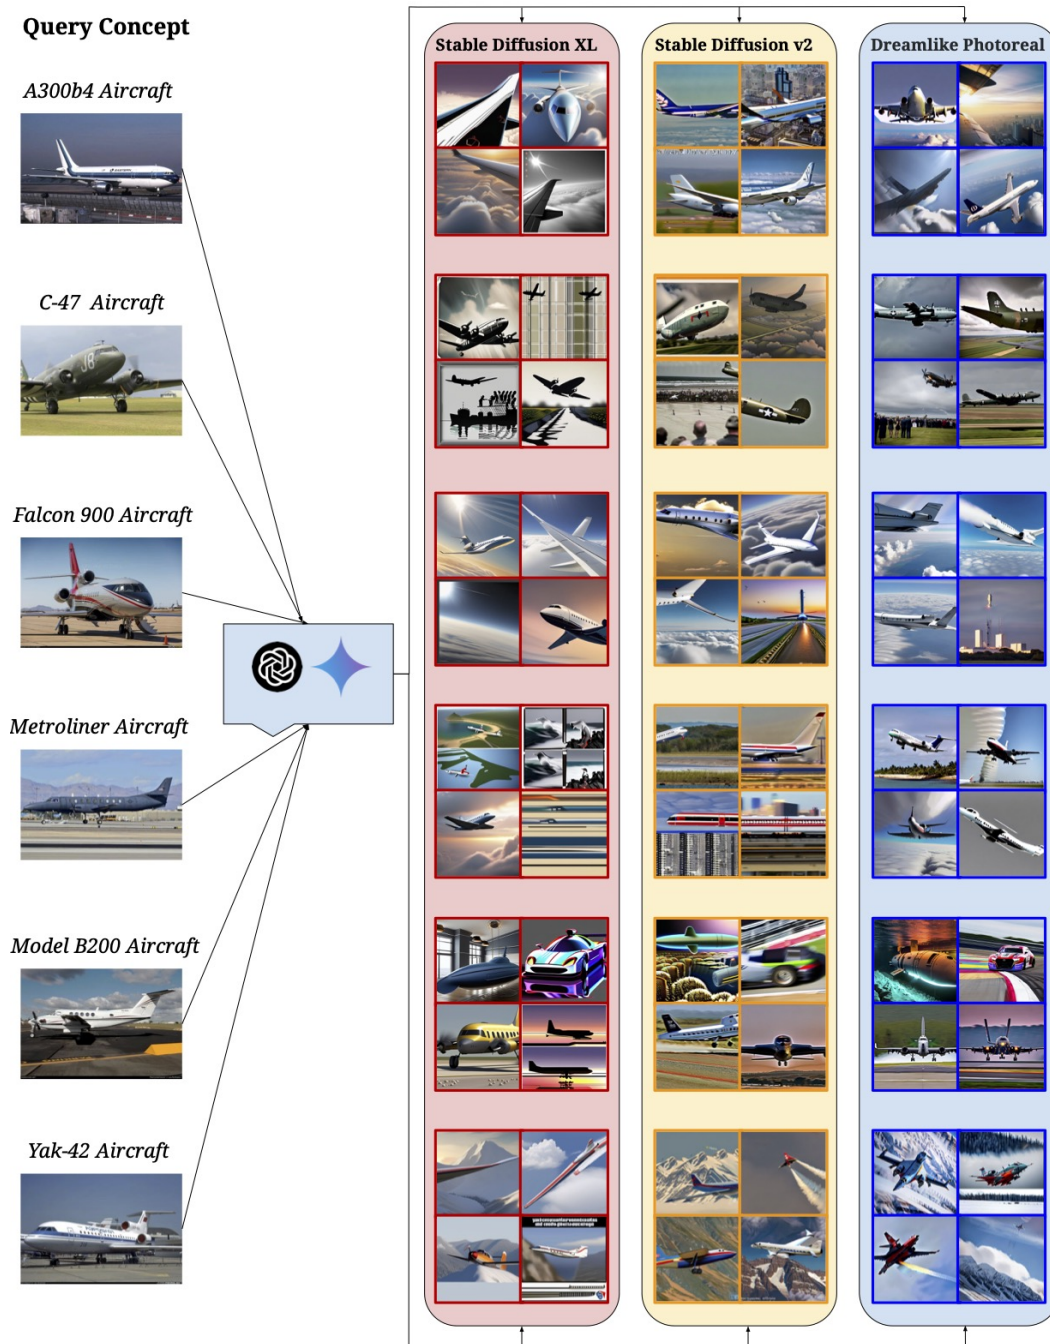 Query Concept
Stable Diffusion XL
Stable Diffusion v2
Dreamlike Photoreal
A300b4 Aircraft
C-47 Aircraft
J8
Falcon 900 Aircraft
Metroliner Aircraft
Model B200 Aircraft
Yak-42 Aircraft